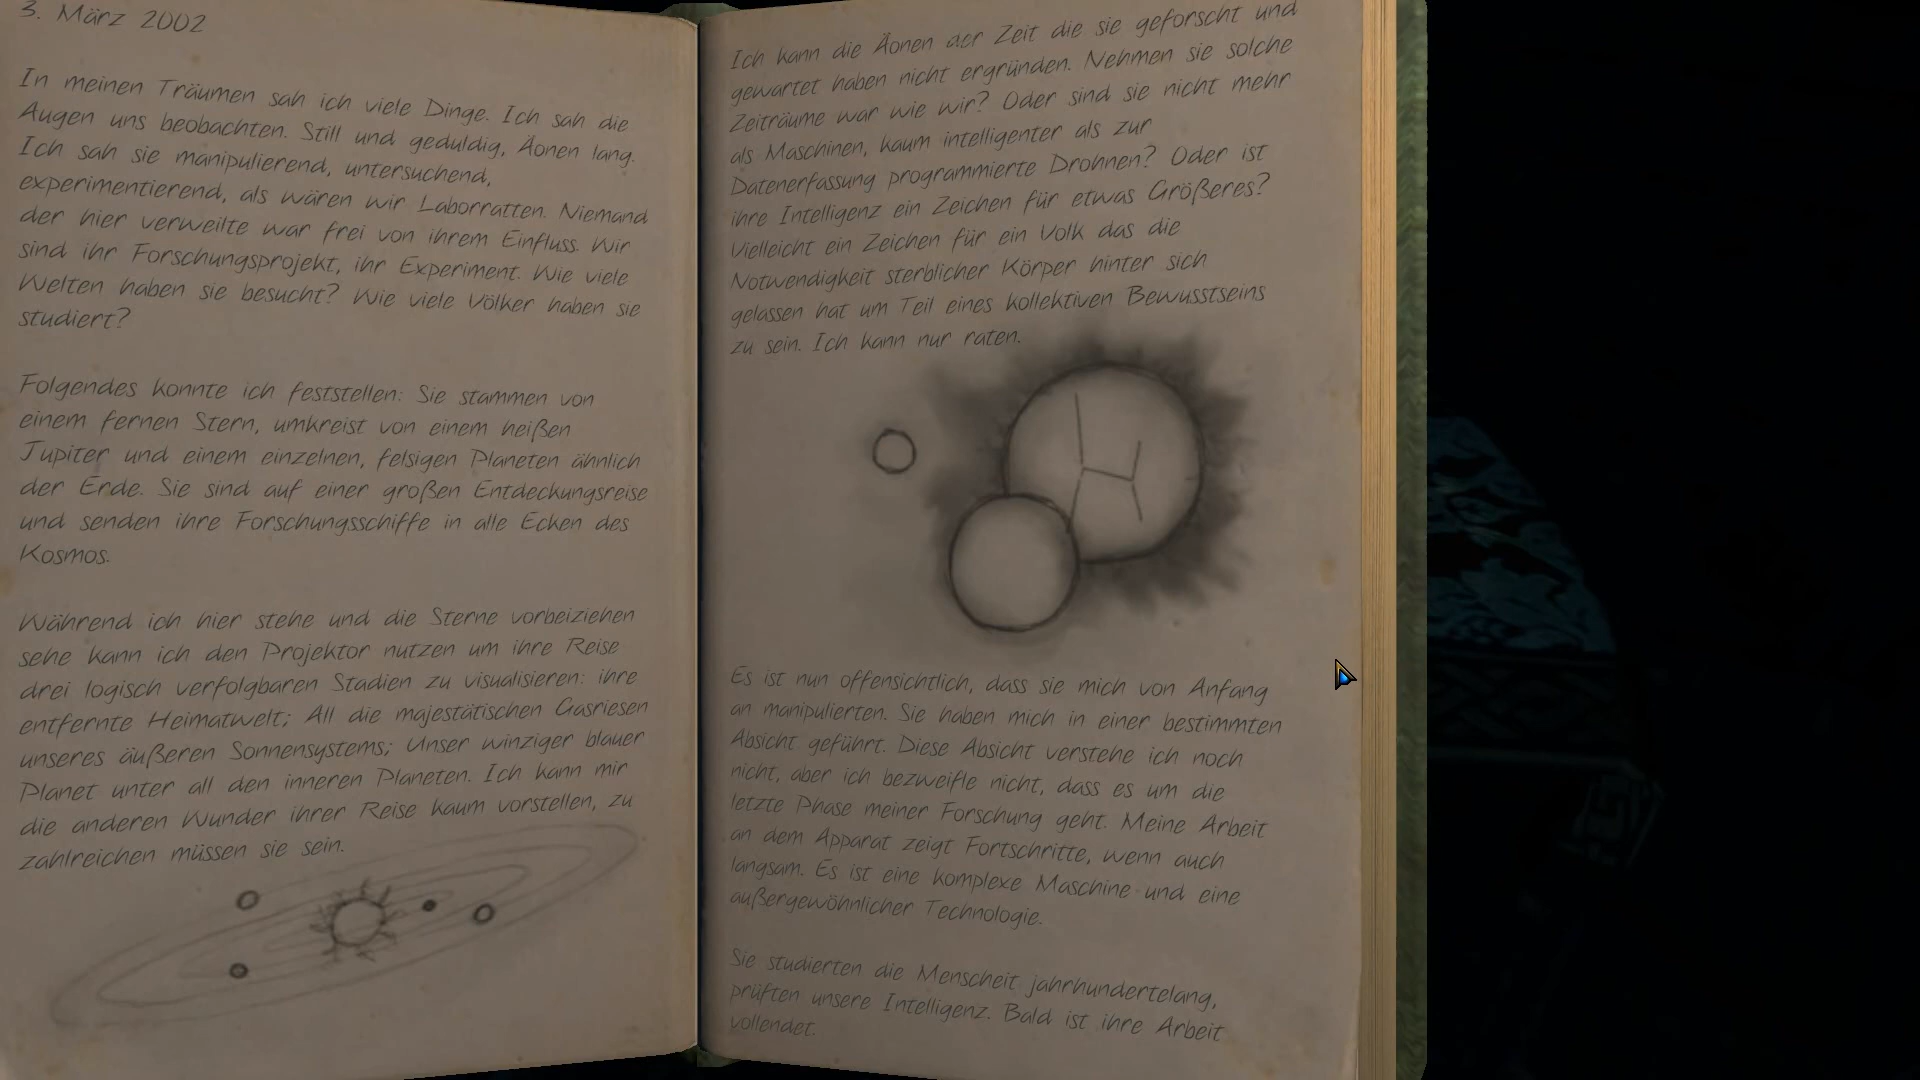 3. März 2002
In meinen Träumen sah ich viele Dinge. Ich sah die
Augen uns beobachten. Still und geduldig, Äonen lang.
Ich sah sie manipulierend, untersuchend,
experimentierend, als wären wir Laborratten. Niemand
der hier verweilte war frei von ihrem Einfluss. Wir
sind ihr Forschungsprojekt, ihr Experiment. Wie viele
Welten haben sie besucht? Wie viele Völker haben sie
studiert?
Folgendes konnte ich feststellen: Sie stammen von
einem fernen Stern, umkreist von einem heißen
Jupiter und einem einzelnen, felsigen Planeten ähnlich
der Erde. Sie sind auf einer großen Entdeckungsreise
und senden ihre Forschungsschiffe in alle Ecken des
Kosmos.
Während ich hier stehe und die Sterne vorbeiziehen
sehe kann ich den Projektor nutzen um ihre Reise
drei logisch verfolgbaren Stadien zu visualisieren: ihre
entfernte Heimatwelt; All die majestätischen Gasriesen
unseres äußeren Sonnensystems; Unser winziger blauer
Planet unter all den inneren Planeten. Ich kann mir
die anderen Wunder ihrer Reise kaum vorstellen, zu
zahlreichen müssen sie sein.
Ich kann die Äonen der Zeit die sie geforscht und
gewartet haben nicht ergründen. Nehmen sie solche
Zeiträume war wie wir? Oder sind sie nicht mehr
als Maschinen, kaum intelligenter als zur
Datenerfassung programmierte Drohnen? Oder ist
ihre Intelligenz ein Zeichen für etwas Größeres?
Vielleicht ein Zeichen für ein Volk das die
Notwendigkeit sterblicher Körper hinter sich
gelassen hat um Teil eines kollektiven Bewusstseins
zu sein. Ich kann nur raten.
Es ist nun offensichtlich, dass sie mich von Anfang
an manipulierten. Sie haben mich in einer bestimmten
Absicht geführt. Diese Absicht verstehe ich noch
nicht, aber ich bezweifle nicht, dass es um die
letzte Phase meiner Forschung geht. Meine Arbeit
an dem Apparat zeigt Fortschritte, wenn auch
langsam. Es ist eine komplexe Maschine und eine
außergewöhnlicher Technologie.
Sie studierten die Menscheit jahrhundertelang,
prüften unsere Intelligenz. Bald ist ihre Arbeit
vollendet.